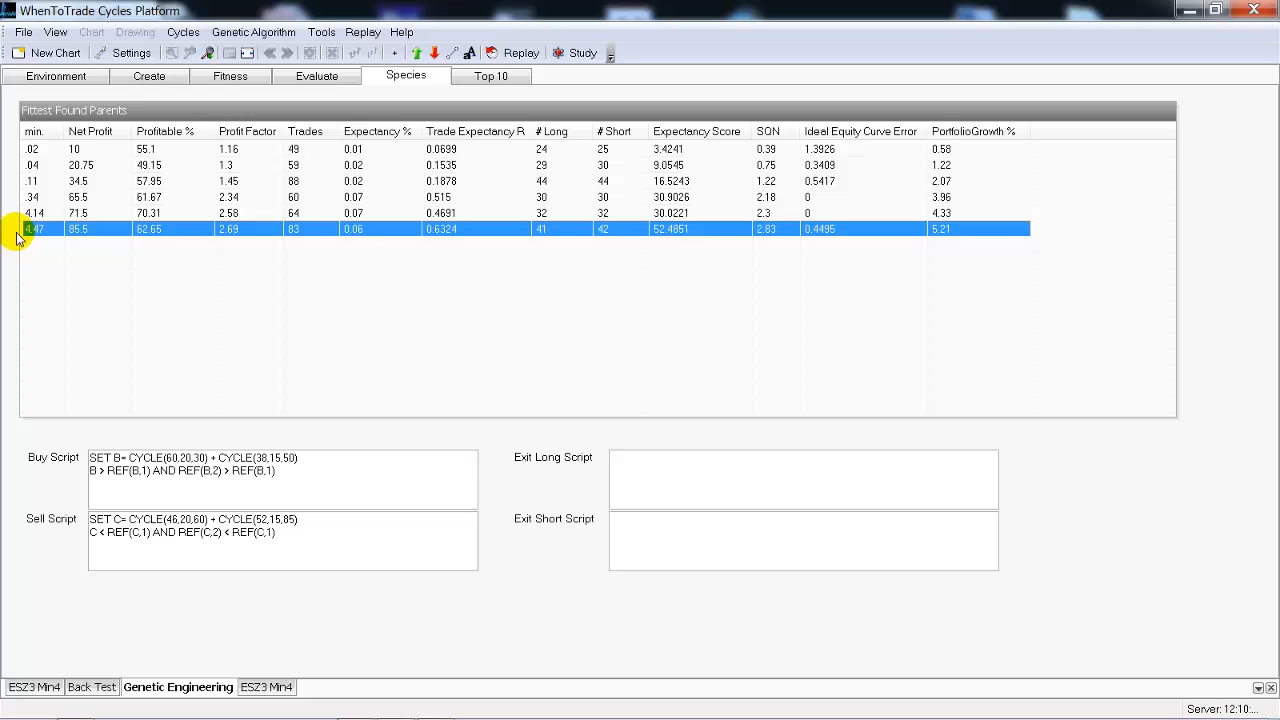 WhenToTrade Cycles Platform
File View Chart Drawing Cycles Genetic Algorithm Tools Replay Help
New Chart Settings Replay Study
Environment Create Fitness Evaluate Species Top 10
Fittest Found Parents
min. Net Profit Profitable % Profit Factor Trades Expectancy % Trade Expectancy R # Long # Short Expectancy Score SQN Ideal Equity Curve Error PortfolioGrowth %
.02 10 55.1 1.16 49 0.01 0.0699 24 25 3.4241 0.39 1.3926 0.58
.04 20.75 49.15 1.3 59 0.02 0.1535 29 30 9.0545 0.75 0.3409 1.22
.11 34.5 57.95 1.45 88 0.02 0.1878 44 44 16.5243 1.22 0.5417 2.07
.34 65.5 61.67 2.34 60 0.07 0.515 30 30 30.9026 2.18 0 3.96
4.14 71.5 70.31 2.58 64 0.07 0.4691 32 32 30.0221 2.3 0 4.33
4.47 85.5 62.65 2.69 83 0.06 0.6324 41 42 52.4851 2.83 0.4495 5.21
Buy Script SET B= CYCLE(60,20,30) + CYCLE(38,15,50) Exit Long Script
B > REF(B,1) AND REF(B,2) > REF(B,1)
Sell Script SET C= CYCLE(46,20,60) + CYCLE(52,15,85) Exit Short Script
C < REF(C,1) AND REF(C,2) < REF(C,1)
ESZ3 Min4 Back Test Genetic Engineering ESZ3 Min4
Server: 12:10:...